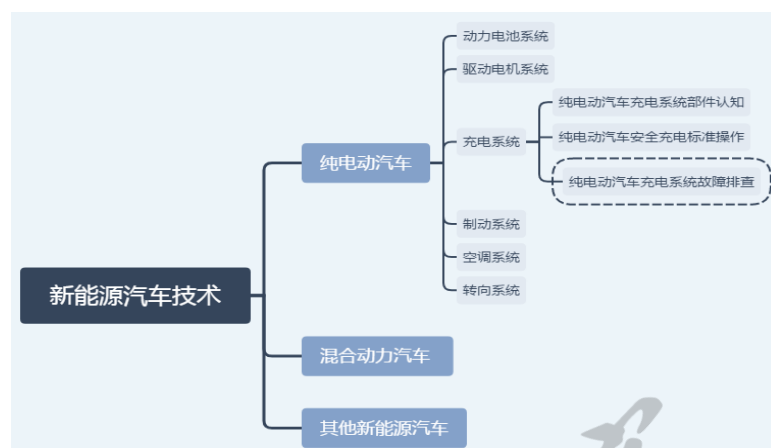 动力电池系统
驱动电机系统
纯电动汽车充电系统部件认知
充电系统
纯电动汽车安全充电标准操作
纯电动汽车
纯电动汽车充电系统故障排查
制动系统
空调系统
新能源汽车技术
转向系统
混合动力汽车
其他新能源汽车